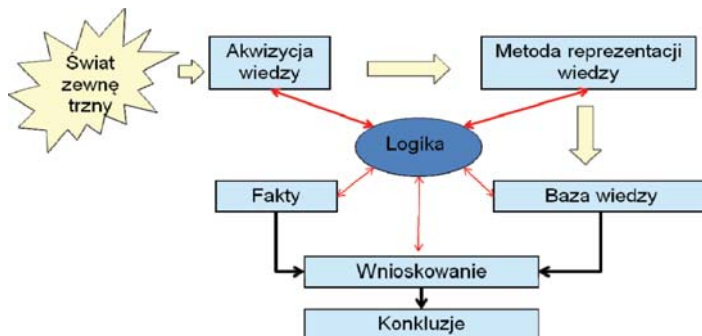 Świat
zewnę
trzny
Akwizycja
wiedzy
Metoda reprezentacji
wiedzy
Logika
Fakty
Baza wiedzy
Wnioskowanie
Konkluzje